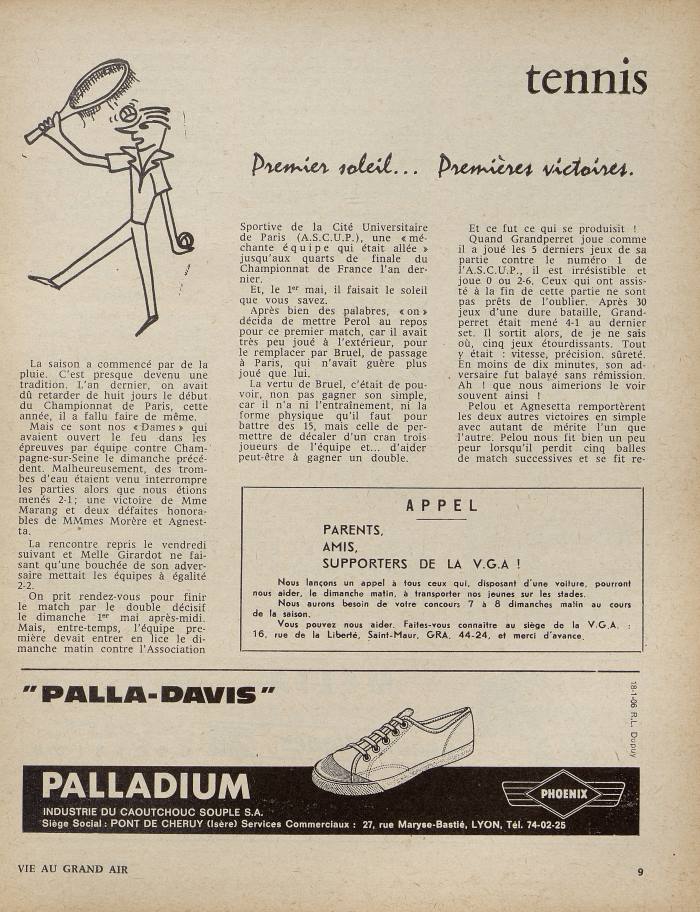 tennis
Premier soleil... Premières victoires.
La saison a commencé par de la
pluie. C'est presque devenu une
tradition. L'an dernier, on avait
dû retarder de huit jours le début
du Championnat de Paris, cette
année, il a fallu faire de même.
Mais ce sont nos « Dames » qui
avaient ouvert le feu dans les
épreuves par équipe contre Cham-
pagne-sur-Seine le dimanche précé-
dent. Malheureusement, des trom-
bes d'eau étaient venu interrompre
les parties alors que nous étions
menés 2-1; une victoire de Mme
Marang et deux défaites honora-
bles de MMmes Morère et Agnest-
ta.
La rencontre repris le vendredi
suivant et Melle Girardot ne fai-
sant qu'une bouchée de son adver-
saire mettait les équipes à égalité
2-2.
On prit rendez-vous pour finir
le match par le double décisif
le dimanche 1er mai après-midi.
Mais, entre-temps, l'équipe pre-
mière devait entrer en lice le di-
manche matin contre l'Association
Sportive de la Cité Universitaire
de Paris (A.S.C.U.P.), une « mé-
chante équipe qui était allée »
jusqu'aux quarts de finale du
Championnat de France l'an der-
nier.
Et, le 1er mai, il faisait le soleil
que vous savez.
Après bien des palabres, « on »
décida de mettre Perol au repos
pour ce premier match, car il avait
très peu joué à l'extérieur, pour
le remplacer par Bruel, de passage
à Paris, qui n'avait guère plus
joué que lui.
La vertu de Bruel, c'était de pou-
voir, non pas gagner son simple,
car il n'a ni l'entraînement, ni la
forme physique qu'il faut pour
battre des 15, mais celle de per-
mettre de décaler d'un cran trois
joueurs de l'équipe et... d'aider
peut-être à gagner un double.
Et ce fut ce qui se produisit !
Quand Grandperret joue comme
il a joué les 5 derniers jeux de sa
partie contre le numéro 1 de
l'A.S.C.U.P., il est irrésistible et
joue 0 ou 2-6. Ceux qui ont assis-
té à la fin de cette partie ne sont
pas prêts de l'oublier. Après 30
jeux d'une dure bataille, Grand-
perret était mené 4-1 au dernier
set. Il sortit alors, de je ne sais
où, cinq jeux étourdissants. Tout
y était : vitesse, précision, sûreté.
En moins de dix minutes, son ad-
versaire fut balayé sans rémission.
Ah ! que nous aimerions le voir
souvent ainsi !
Pelou et Agnesetta remportèrent
les deux autres victoires en simple
avec autant de mérite l'un que
l'autre. Pelou nous fit bien un peu
peur lorsqu'il perdit cinq balles
de match successives et se fit re-
APPEL
PARENTS,
AMIS,
SUPPORTERS DE LA V.G.A !
Nous lançons un appel à tous ceux qui, disposant d'une voiture, pourront
nous aider, le dimanche matin, à transporter nos jeunes sur les stades.
Nous aurons besoin de votre concours 7 à 8 dimanches matin au cours
de la saison.
Vous pouvez nous aider. Faites-vous connaître au siège de la V.G.A. :
16, rue de la Liberté, Saint-Maur, GRA. 44-24, et merci d'avance.
"PALLA-DAVIS"
18-1-06 R.L. Dupuy
PALLADIUM
INDUSTRIE DU CAOUTCHOUC SOUPLE S.A.
Siège Social : PONT DE CHERUY (Isère) Services Commerciaux : 27, rue Maryse-Bastié, LYON, Tél. 74-02-25
PHOENIX
VIE AU GRAND AIR
9